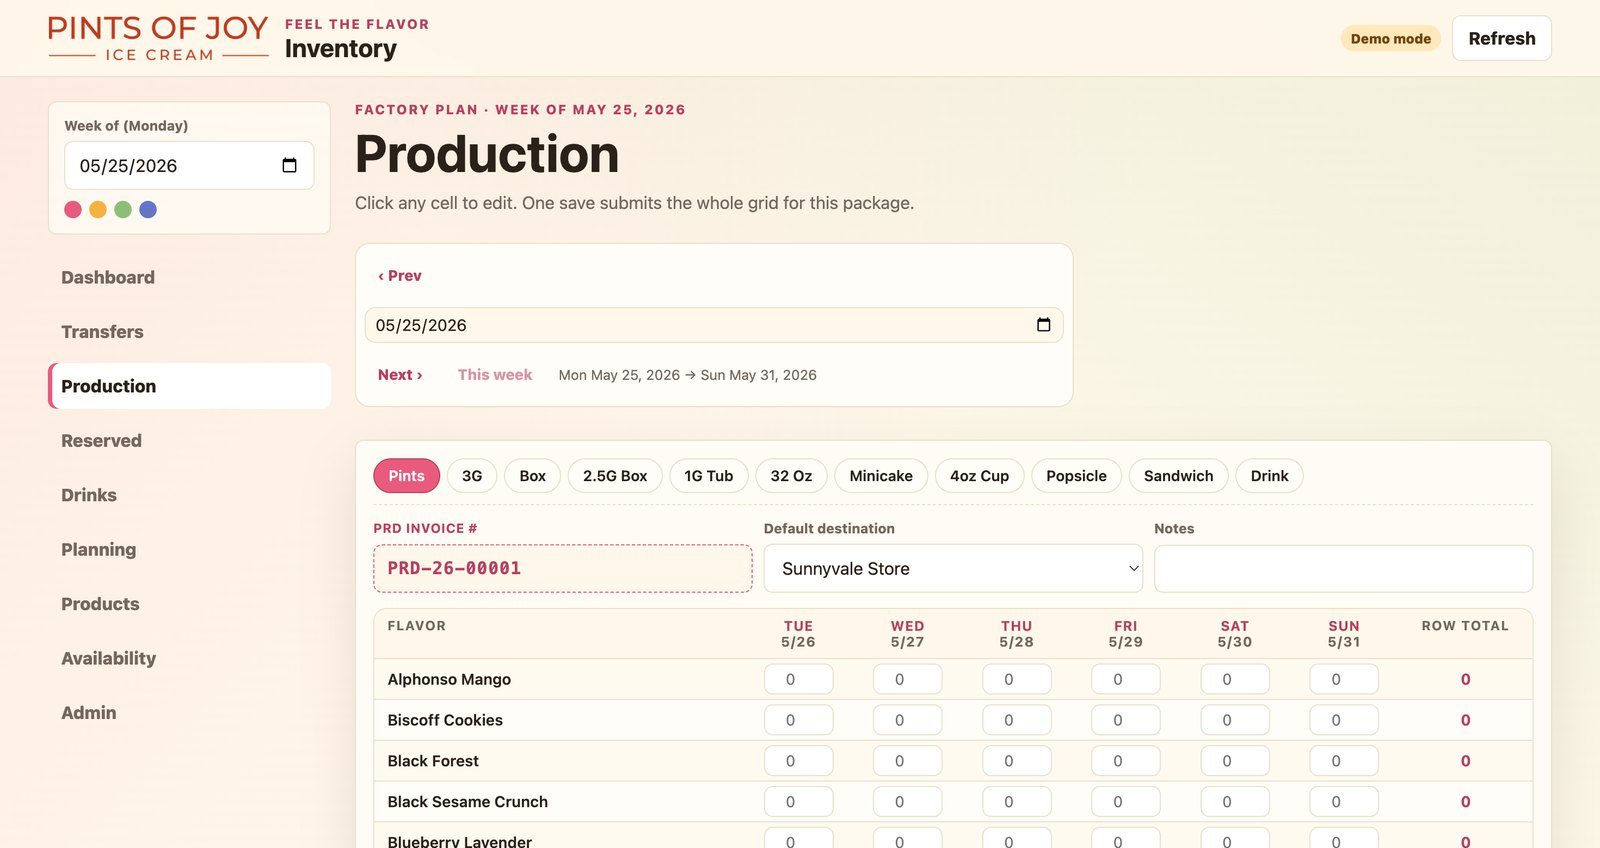 PINTS OF JOY
ICE CREAM
FEEL THE FLAVOR
Inventory
Demo mode
Refresh
Week of (Monday)
05/25/2026
Dashboard
Transfers
Production
Reserved
Drinks
Planning
Products
Availability
Admin
FACTORY PLAN · WEEK OF MAY 25, 2026
Production
Click any cell to edit. One save submits the whole grid for this package.
‹ Prev
05/25/2026
Next › This week Mon May 25, 2026 → Sun May 31, 2026
Pints 3G Box 2.5G Box 1G Tub 32 Oz Minicake 4oz Cup Popsicle Sandwich Drink
PRD INVOICE # Default destination Notes
PRD-26-00001 Sunnyvale Store
FLAVOR TUE WED THU FRI SAT SUN ROW TOTAL
5/26 5/27 5/28 5/29 5/30 5/31
Alphonso Mango 0 0 0 0 0 0 0
Biscoff Cookies 0 0 0 0 0 0 0
Black Forest 0 0 0 0 0 0 0
Black Sesame Crunch 0 0 0 0 0 0 0
Blueberry Lavender 0 0 0 0 0 0 0